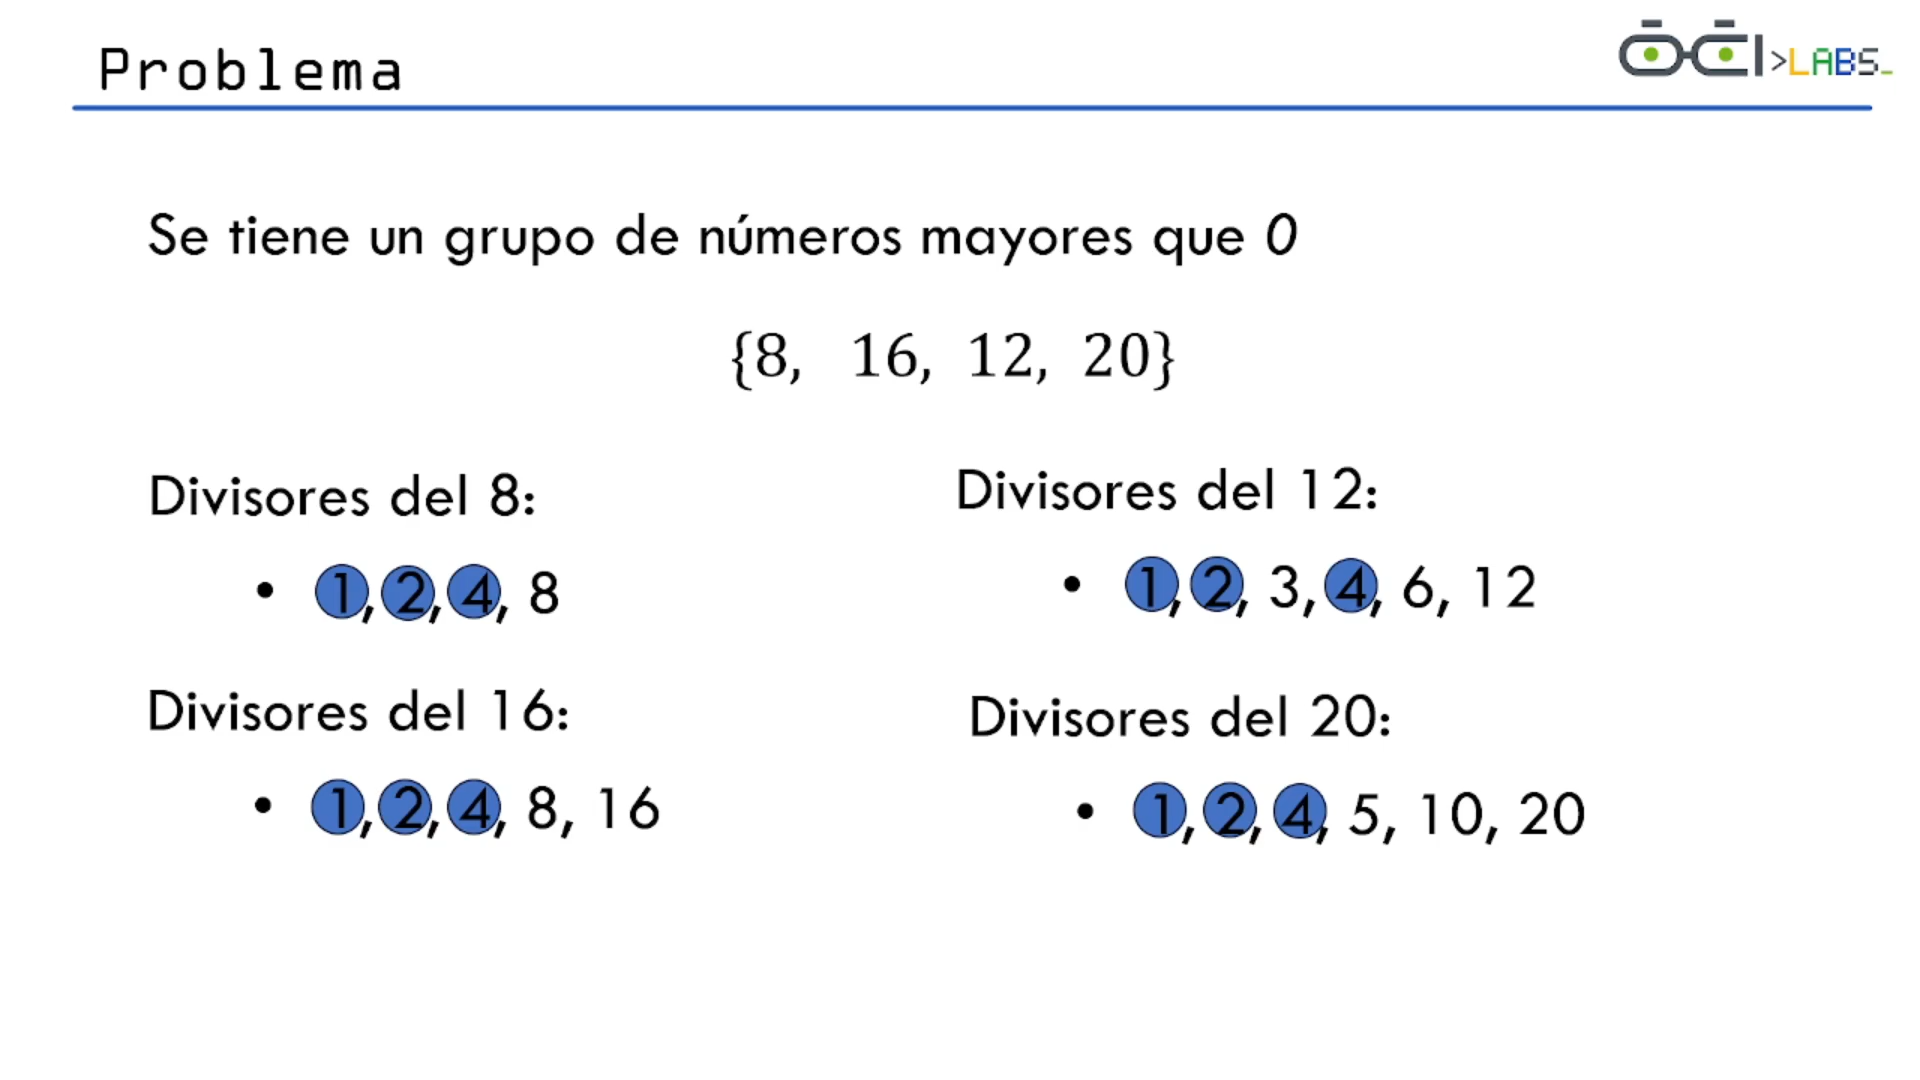 Problema
OCI>LABS_
Se tiene un grupo de números mayores que 0
{8, 16, 12, 20}
Divisores del 8:
• 1, 2, 4, 8
Divisores del 16:
• 1, 2, 4, 8, 16
Divisores del 12:
• 1, 2, 3, 4, 6, 12
Divisores del 20:
• 1, 2, 4, 5, 10, 20